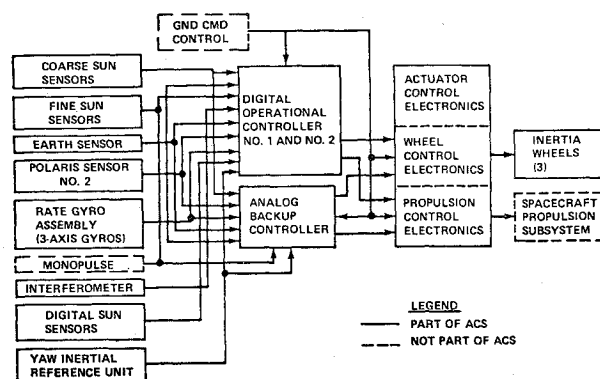 GND CMD
CONTROL
COARSE SUN
SENSORS
FINE SUN
SENSORS
EARTH SENSOR
POLARIS SENSOR
NO. 2
RATE GYRO
ASSEMBLY
(3-AXIS GYROS)
MONOPULSE
INTERFEROMETER
DIGITAL SUN
SENSORS
YAW INERTIAL
REFERENCE UNIT
DIGITAL
OPERATIONAL
CONTROLLER
NO. 1 AND NO. 2
ANALOG
BACKUP
CONTROLLER
ACTUATOR
CONTROL
ELECTRONICS
WHEEL
CONTROL
ELECTRONICS
PROPULSION
CONTROL
ELECTRONICS
INERTIA
WHEELS
(3)
SPACECRAFT
PROPULSION
SUBSYSTEM
LEGEND
PART OF ACS
NOT PART OF ACS